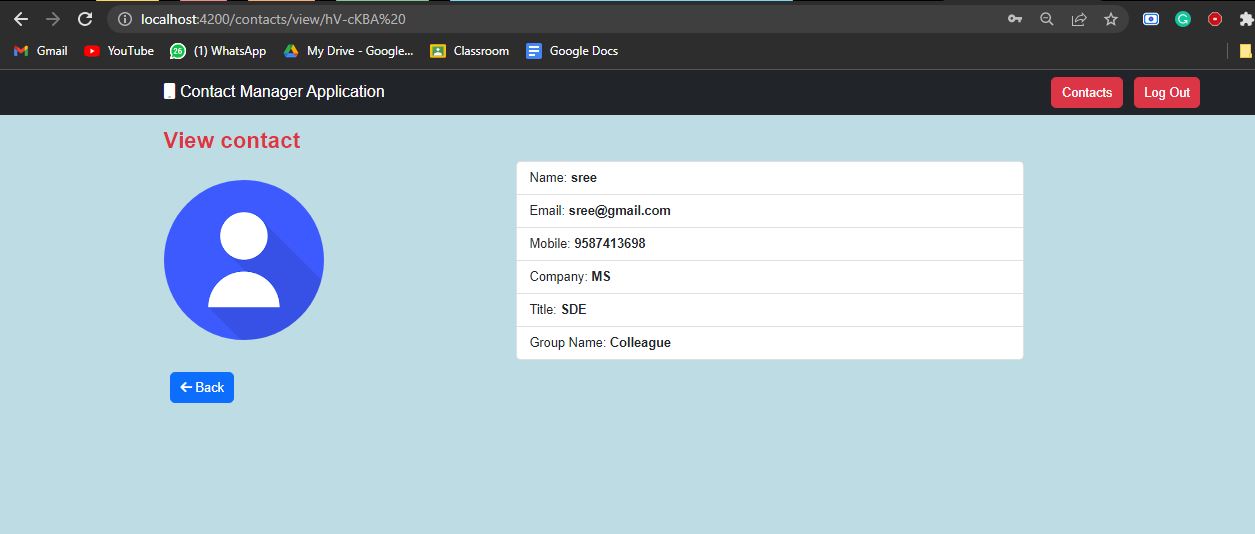 localhost:4200/contacts/view/hV-cKBA%20
Gmail YouTube 26 (1) WhatsApp My Drive - Google... Classroom Google Docs
Contact Manager Application Contacts Log Out
View contact
Name: sree
Email: sree@gmail.com
Mobile: 9587413698
Company: MS
Title: SDE
Group Name: Colleague
Back